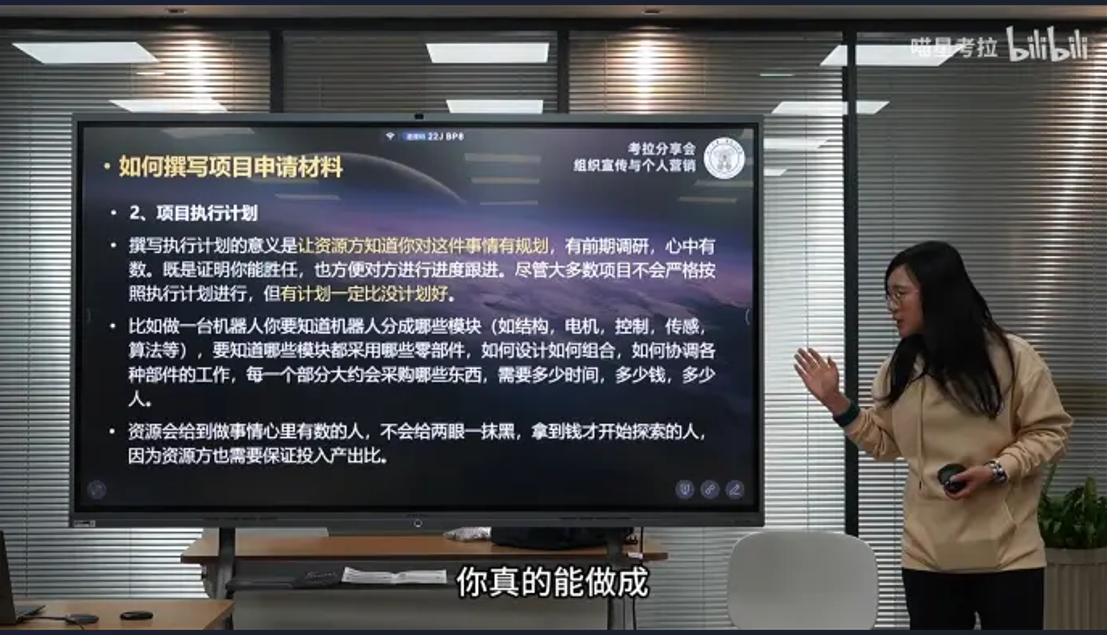 喵星考拉 bilibili
22J BP8
考拉分享会
组织宣传与个人营销
• 如何撰写项目申请材料
• 2、项目执行计划
• 撰写执行计划的意义是让资源方知道你对这件事情有规划，有前期调研，心中有
数。既是证明你能胜任，也方便对方进行进度跟进。尽管大多数项目不会严格按
照执行计划进行，但有计划一定比没计划好。
• 比如做一台机器人你要知道机器人分成哪些模块（如结构，电机，控制，传感，
算法等），要知道哪些模块都采用哪些零部件，如何设计如何组合，如何协调各
种部件的工作，每一个部分大约会采购哪些东西，需要多少时间，多少钱，多少
人。
• 资源会给到做事情心里有数的人，不会给两眼一抹黑，拿到钱才开始探索的人，
因为资源方也需要保证投入产出比。
你真的能做成